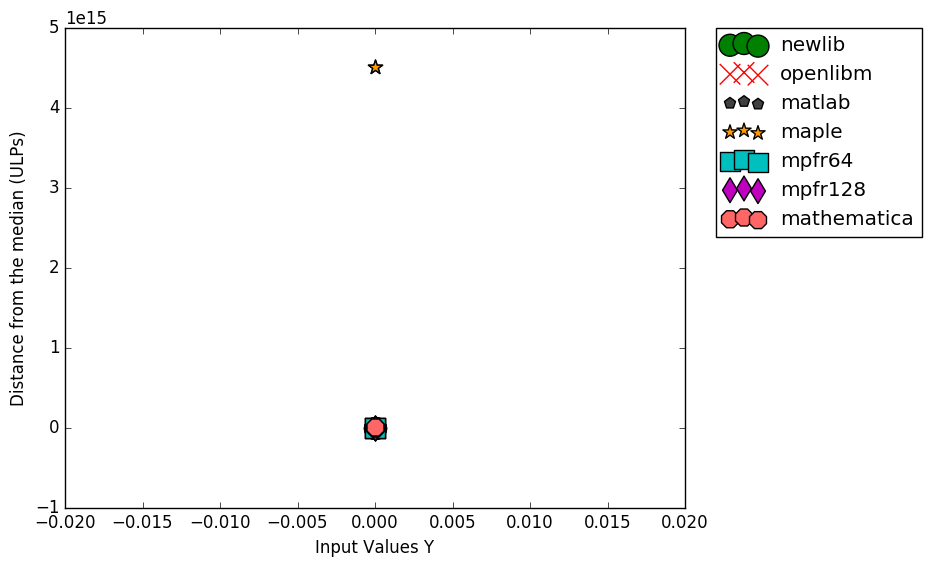 1e15
5
4
3
2
1
0
−1
Distance from the median (ULPs)
−0.020 −0.015 −0.010 −0.005 0.000 0.005 0.010 0.015 0.020
Input Values Y
newlib
openlibm
matlab
maple
mpfr64
mpfr128
mathematica